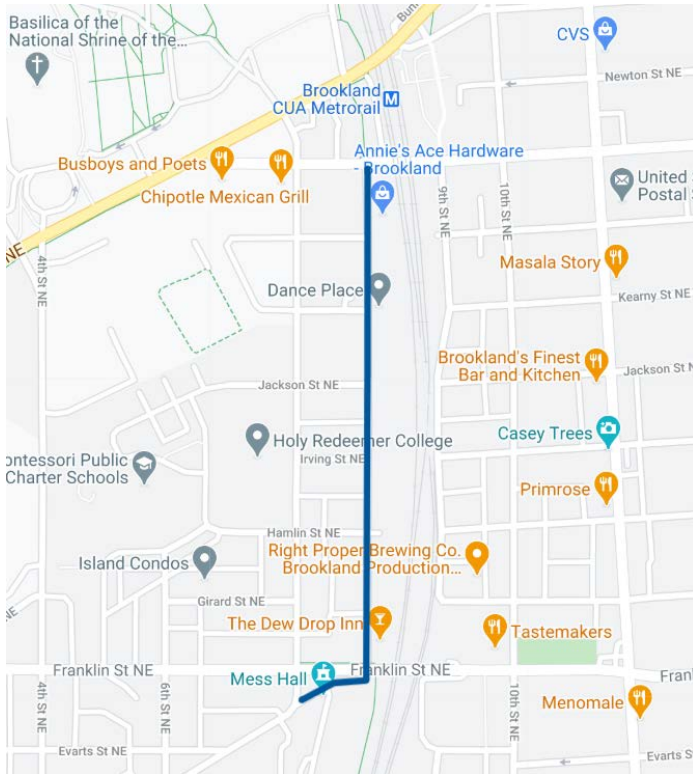 Basilica of the
National Shrine of the...
CVS
Newton St NE
Brookland
CUA Metrorail
M
Annie's Ace Hardware
- Brookland
Busboys and Poets
Chipotle Mexican Grill
United
Postal
9th St NE
10th St NE
NE
4th St NE
Masala Story
Dance Place
Kearny St NE
Brookland's Finest
Bar and Kitchen
Jackson St NE
Jackson St NE
Casey Trees
Holy Redeemer College
Irving St NE
ontessori Public
Charter Schools
Primrose
Hamlin St NE
Right Proper Brewing Co.
Brookland Production...
Island Condos
Girard St NE
The Dew Drop Inn
Tastemakers
Franklin St NE
Franklin St NE
Mess Hall
4th St NE
6th St NE
10th St NE
Menomale
Evarts St NE
Evarts St NE